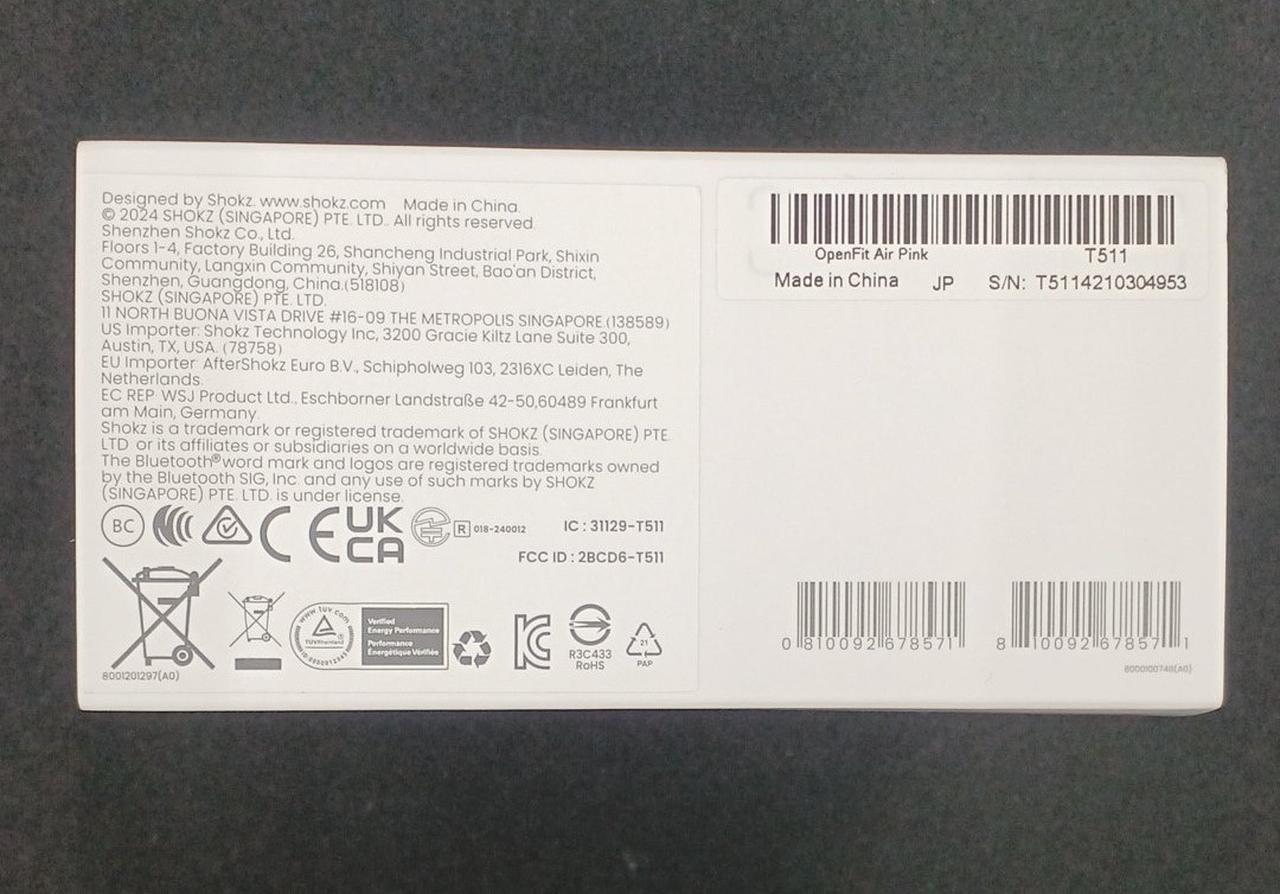 Designed by Shokz. www.shokz.com Made in China.
© 2024 SHOKZ (SINGAPORE) PTE. LTD.. All rights reserved.
Shenzhen Shokz Co., Ltd.
Floors 1-4, Factory Building 26, Shancheng Industrial Park, Shixin
Community, Langxin Community, Shiyan Street, Bao'an District,
Shenzhen, Guangdong, China.(518108)
SHOKZ (SINGAPORE) PTE. LTD.
11 NORTH BUONA VISTA DRIVE #16-09 THE METROPOLIS SINGAPORE.(138589)
US Importer: Shokz Technology Inc, 3200 Gracie Kiltz Lane Suite 300,
Austin, TX, USA. (78758)
EU Importer: AfterShokz Euro B.V., Schipholweg 103, 2316XC Leiden, The
Netherlands.
EC REP: WSJ Product Ltd., Eschborner Landstraße 42-50,60489 Frankfurt
am Main, Germany.
Shokz is a trademark or registered trademark of SHOKZ (SINGAPORE) PTE.
LTD. or its affiliates or subsidiaries on a worldwide basis.
The Bluetooth® word mark and logos are registered trademarks owned
by the Bluetooth SIG, Inc. and any use of such marks by SHOKZ
(SINGAPORE) PTE. LTD. is under license.
BC CE UK CA R 018-240012 IC : 31129-T511
FCC ID : 2BCD6-T511
www.tuv.com
TÜVRheinland
Verified
Energy Performance
Performance
Énergétique Vérifiée
R3C433
RoHS
21
PAP
8001201297(A0)
OpenFit Air Pink T511
Made in China JP S/N: T5114210304953
0 810092 678571
8 10092 67857 1
8000100748(A0)